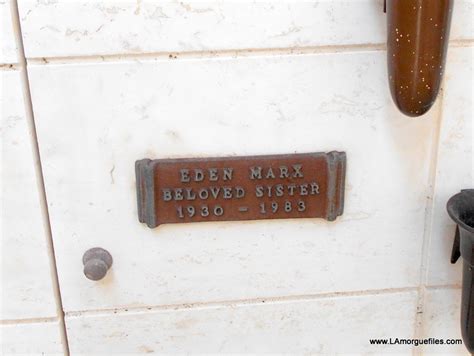 EDEN MARX
BELOVED SISTER
1930 - 1983
www.LAmorguefiles.com